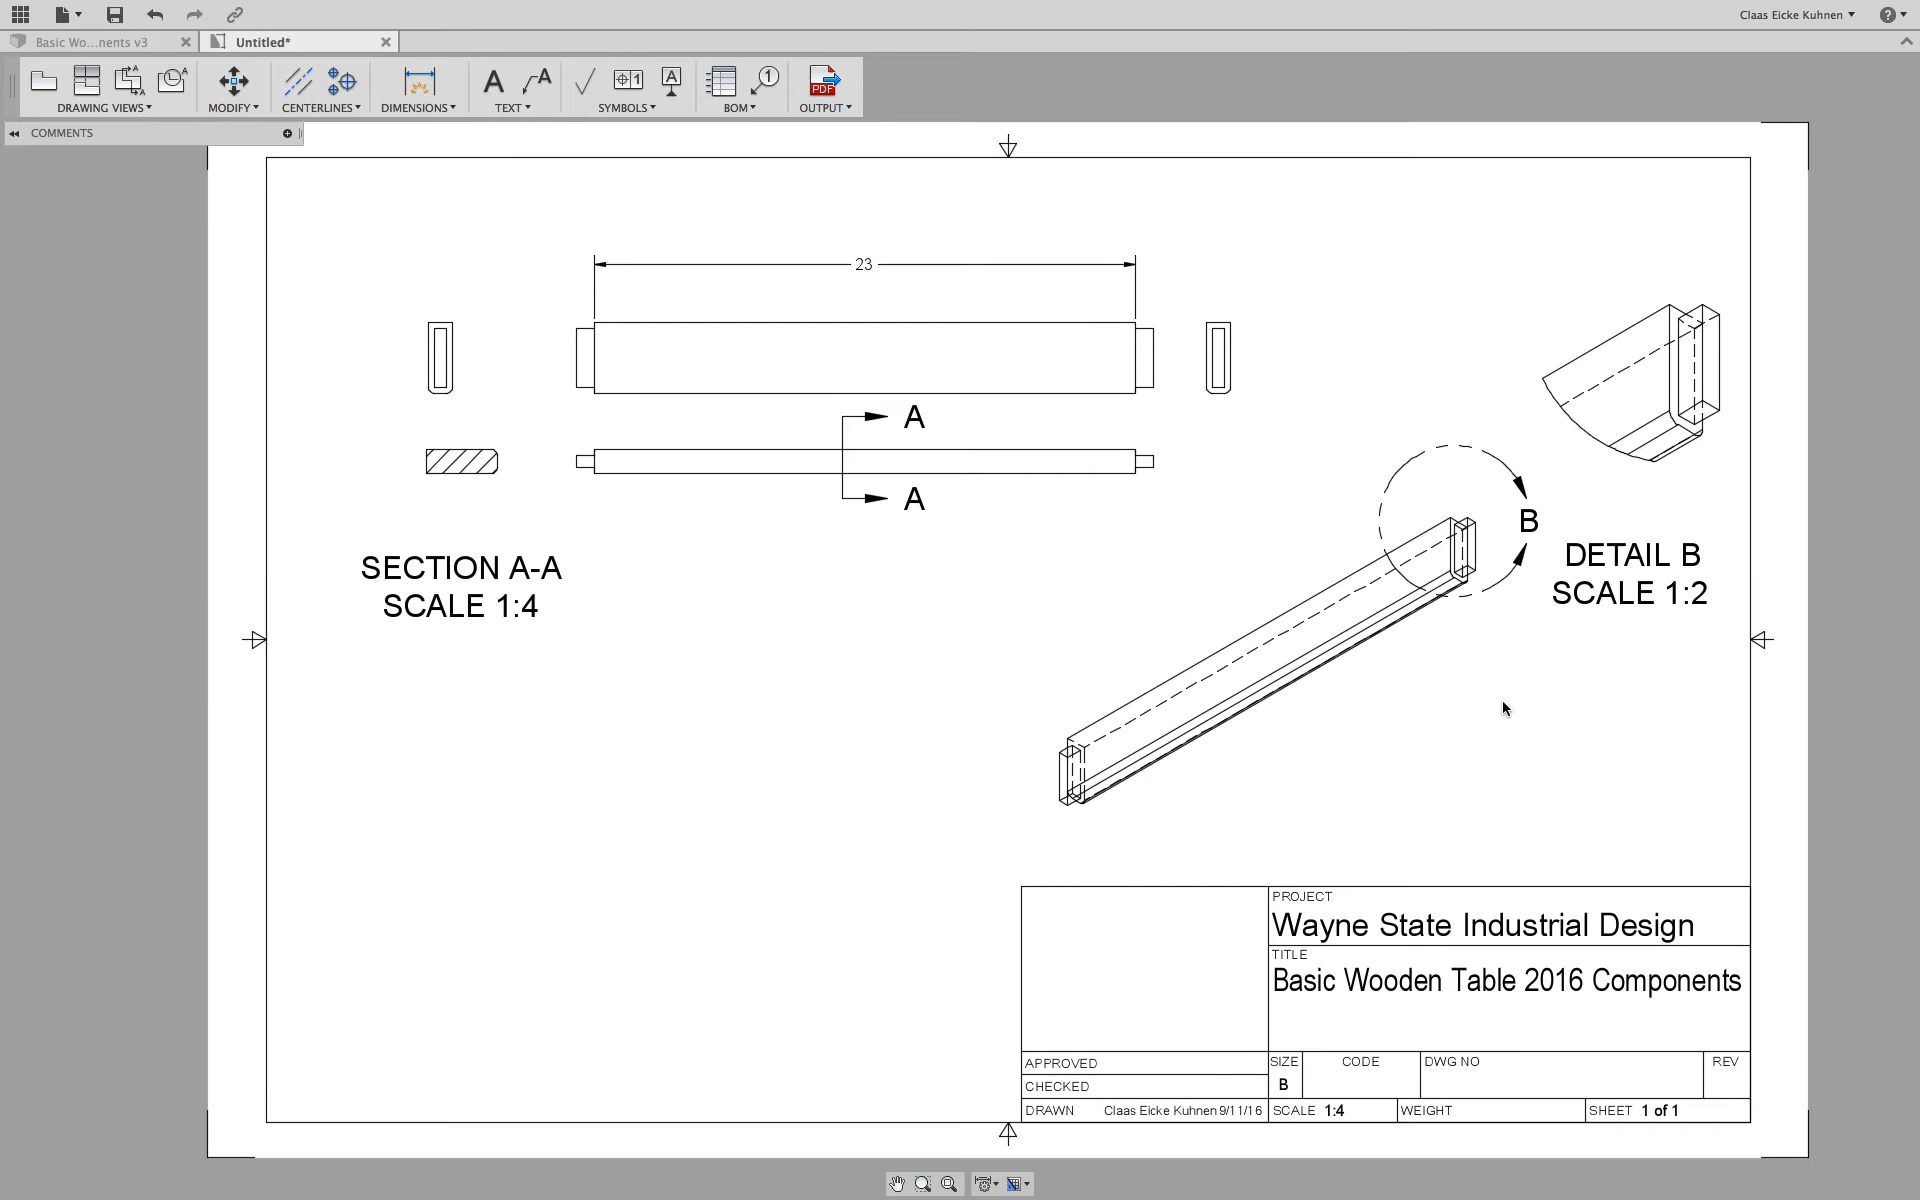 Claas Eicke Kuhnen
?
Basic Wo...nents v3
Untitled*
A A A A 1 A 1 PDF
DRAWING VIEWS MODIFY CENTERLINES DIMENSIONS TEXT SYMBOLS BOM OUTPUT
COMMENTS
23
A
A
B
SECTION A-A
SCALE 1:4
DETAIL B
SCALE 1:2
PROJECT
Wayne State Industrial Design
TITLE
Basic Wooden Table 2016 Components
APPROVED
CHECKED
DRAWN Claas Eicke Kuhnen 9/11/16
SIZE
B
CODE
DWG NO
REV
SCALE 1:4
WEIGHT
SHEET 1 of 1